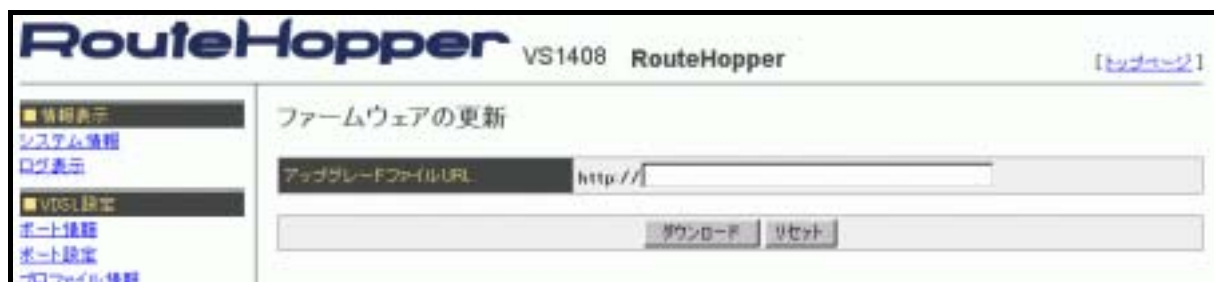 RouteHopper VS1408 RouteHopper
[トップページ]
■情報表示
システム情報
ログ表示
■VDSL設定
ポート情報
ポート設定
プロファイル情報
ファームウェアの更新
アップグレードファイルURL http://
ダウンロード リセット